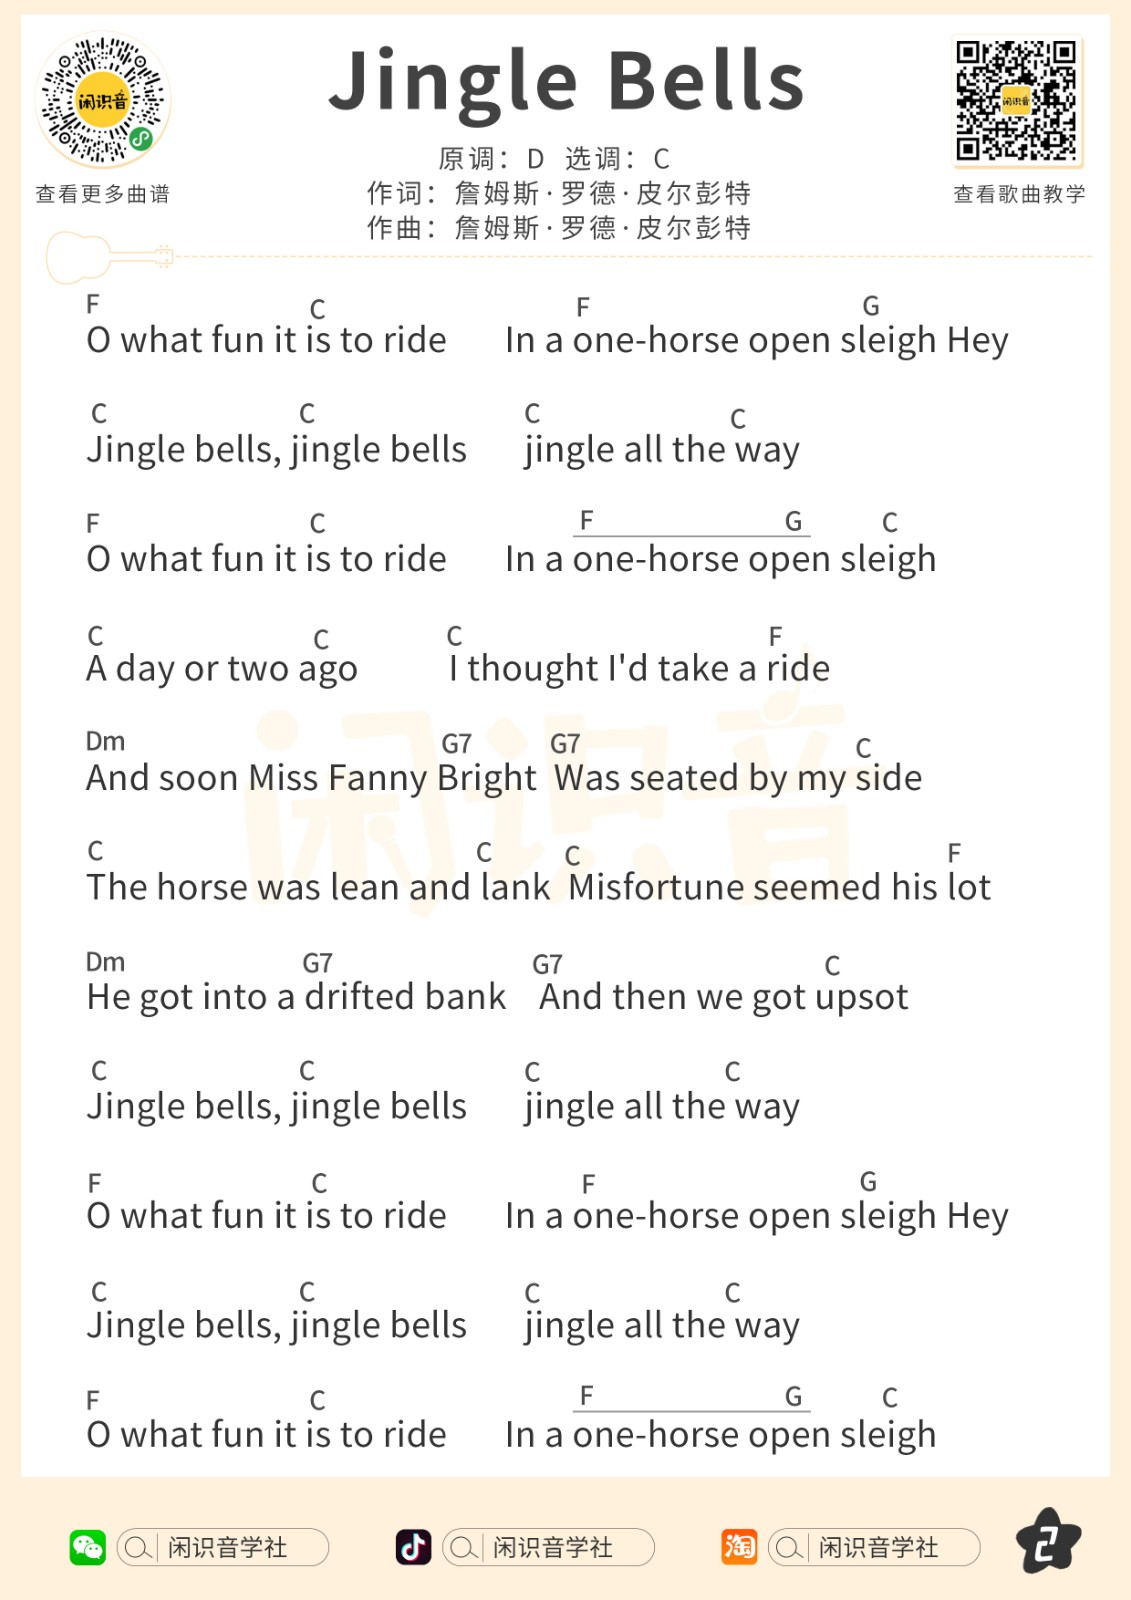 闲识音
查看更多曲谱
Jingle Bells
原调：D 选调：C
作词：詹姆斯·罗德·皮尔彭特
作曲：詹姆斯·罗德·皮尔彭特
闲识音
查看歌曲教学
F C F G
O what fun it is to ride In a one-horse open sleigh Hey
C C C C
Jingle bells, jingle bells jingle all the way
F C F G C
O what fun it is to ride In a one-horse open sleigh
C C C F
A day or two ago I thought I'd take a ride
Dm G7 G7 C
And soon Miss Fanny Bright Was seated by my side
C C C F
The horse was lean and lank Misfortune seemed his lot
Dm G7 G7 C
He got into a drifted bank And then we got upsot
C C C C
Jingle bells, jingle bells jingle all the way
F C F G
O what fun it is to ride In a one-horse open sleigh Hey
C C C C
Jingle bells, jingle bells jingle all the way
F C F G C
O what fun it is to ride In a one-horse open sleigh
闲识音
闲识音学社 闲识音学社 淘 闲识音学社 2